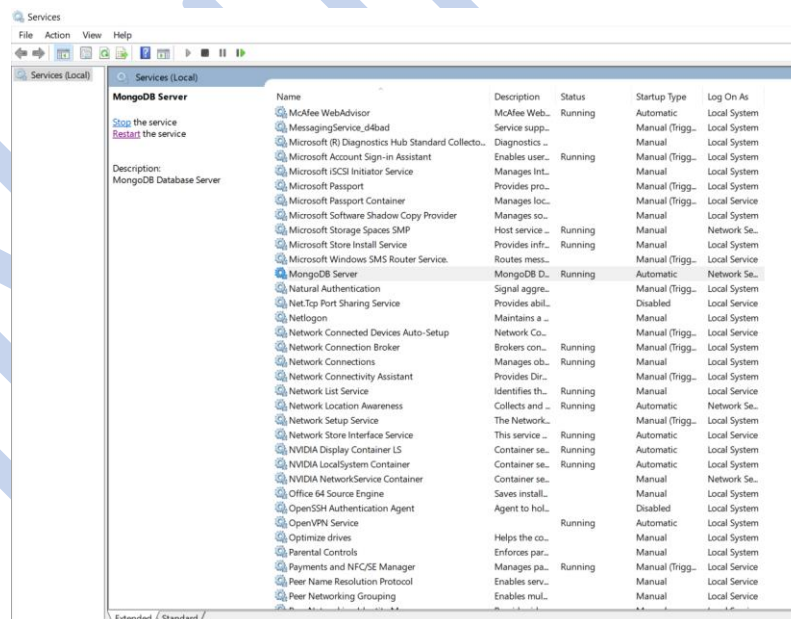 Services
File Action View Help
Services (Local)
Services (Local)
MongoDB Server
Stop the service
Restart the service
Description:
MongoDB Database Server
Name Description Status Startup Type Log On As
McAfee WebAdvisor McAfee Web... Running Automatic Local System
MessagingService_d4bad Service supp... Manual (Trigg... Local System
Microsoft (R) Diagnostics Hub Standard Collecto... Diagnostics ... Manual Local System
Microsoft Account Sign-in Assistant Enables user... Running Manual (Trigg... Local System
Microsoft iSCSI Initiator Service Manages Int... Manual Local System
Microsoft Passport Provides pro... Manual (Trigg... Local System
Microsoft Passport Container Manages loc... Manual (Trigg... Local Service
Microsoft Software Shadow Copy Provider Manages so... Manual Local System
Microsoft Storage Spaces SMP Host service ... Running Manual Network Se...
Microsoft Store Install Service Provides infr... Running Manual Local System
Microsoft Windows SMS Router Service. Routes mess... Manual (Trigg... Local Service
MongoDB Server MongoDB D... Running Automatic Network Se...
Natural Authentication Signal aggre... Manual (Trigg... Local System
Net.Tcp Port Sharing Service Provides abil... Disabled Local Service
Netlogon Maintains a ... Manual Local System
Network Connected Devices Auto-Setup Network Co... Manual (Trigg... Local Service
Network Connection Broker Brokers con... Running Manual (Trigg... Local System
Network Connections Manages ob... Running Manual Local System
Network Connectivity Assistant Provides Dir... Manual (Trigg... Local System
Network List Service Identifies th... Running Manual Local Service
Network Location Awareness Collects and ... Running Automatic Network Se...
Network Setup Service The Network... Manual (Trigg... Local System
Network Store Interface Service This service ... Running Automatic Local Service
NVIDIA Display Container LS Container se... Running Automatic Local System
NVIDIA LocalSystem Container Container se... Running Automatic Local System
NVIDIA NetworkService Container Container se... Manual Network Se...
Office 64 Source Engine Saves install... Manual Local System
OpenSSH Authentication Agent Agent to hol... Disabled Local System
OpenVPN Service Running Automatic Local System
Optimize drives Helps the co... Manual Local System
Parental Controls Enforces par... Manual Local System
Payments and NFC/SE Manager Manages pa... Running Manual (Trigg... Local Service
Peer Name Resolution Protocol Enables serv... Manual Local Service
Peer Networking Grouping Enables mul... Manual Local Service
Extended Standard